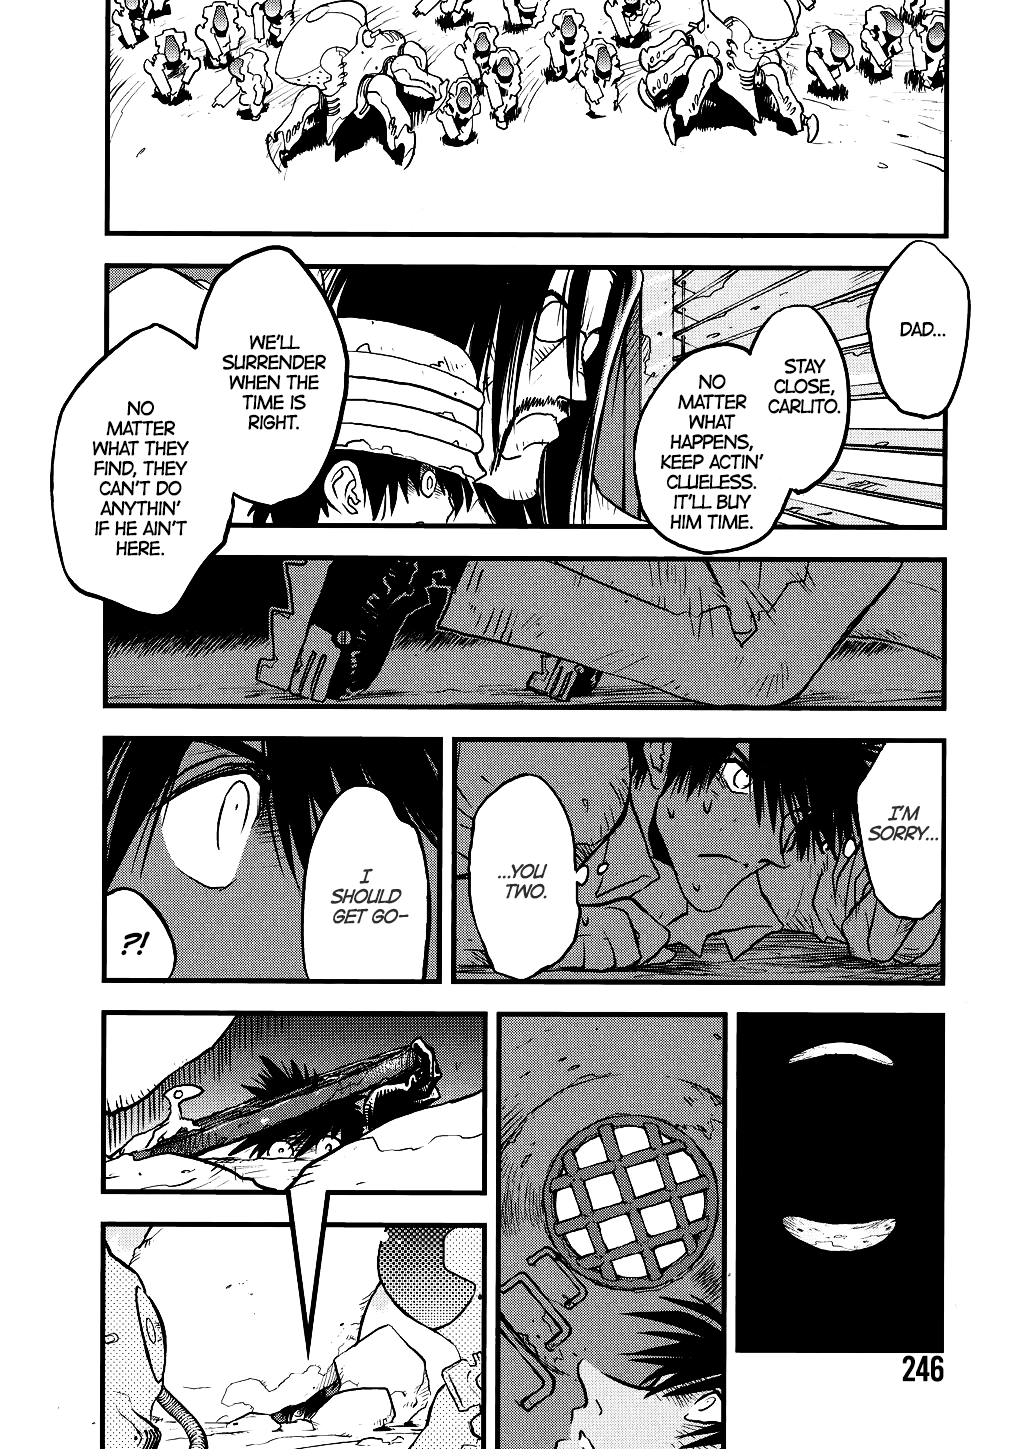 DAD...
STAY
CLOSE,
CARLITO.
NO
MATTER
WHAT
HAPPENS,
KEEP ACTIN'
CLUELESS.
IT'LL BUY
HIM TIME.
WE'LL
SURRENDER
WHEN THE
TIME IS
RIGHT.
NO
MATTER
WHAT THEY
FIND, THEY
CAN'T DO
ANYTHIN'
IF HE AIN'T
HERE.
I'M
SORRY...
...YOU
TWO.
I
SHOULD
GET GO-
?!
246